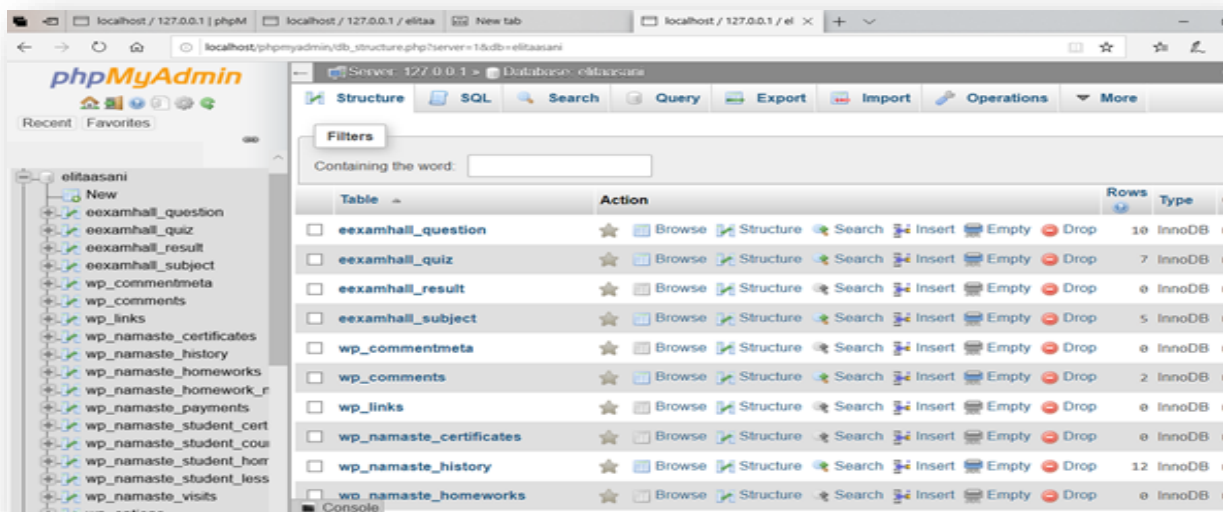 localhost / 127.0.0.1 | phpM localhost / 127.0.0.1 / elitaa New tab localhost / 127.0.0.1 / el
localhost/phpmyadmin/db_structure.php?server=1&db=elitaasani
phpMyAdmin
Recent Favorites
elitaasani
New
eexamhall_question
eexamhall_quiz
eexamhall_result
eexamhall_subject
wp_commentmeta
wp_comments
wp_links
wp_namaste_certificates
wp_namaste_history
wp_namaste_homeworks
wp_namaste_homework_n
wp_namaste_payments
wp_namaste_student_cert
wp_namaste_student_cour
wp_namaste_student_hom
wp_namaste_student_less
wp_namaste_visits
wp_options
Server: 127.0.0.1 » Database: elitaasani
Structure SQL Search Query Export Import Operations More
Filters
Containing the word:
Table Action Rows Type
eexamhall_question Browse Structure Search Insert Empty Drop 10 InnoDB
eexamhall_quiz Browse Structure Search Insert Empty Drop 7 InnoDB
eexamhall_result Browse Structure Search Insert Empty Drop 0 InnoDB
eexamhall_subject Browse Structure Search Insert Empty Drop 5 InnoDB
wp_commentmeta Browse Structure Search Insert Empty Drop 0 InnoDB
wp_comments Browse Structure Search Insert Empty Drop 2 InnoDB
wp_links Browse Structure Search Insert Empty Drop 0 InnoDB
wp_namaste_certificates Browse Structure Search Insert Empty Drop 0 InnoDB
wp_namaste_history Browse Structure Search Insert Empty Drop 12 InnoDB
wp_namaste_homeworks Browse Structure Search Insert Empty Drop 0 InnoDB
Console